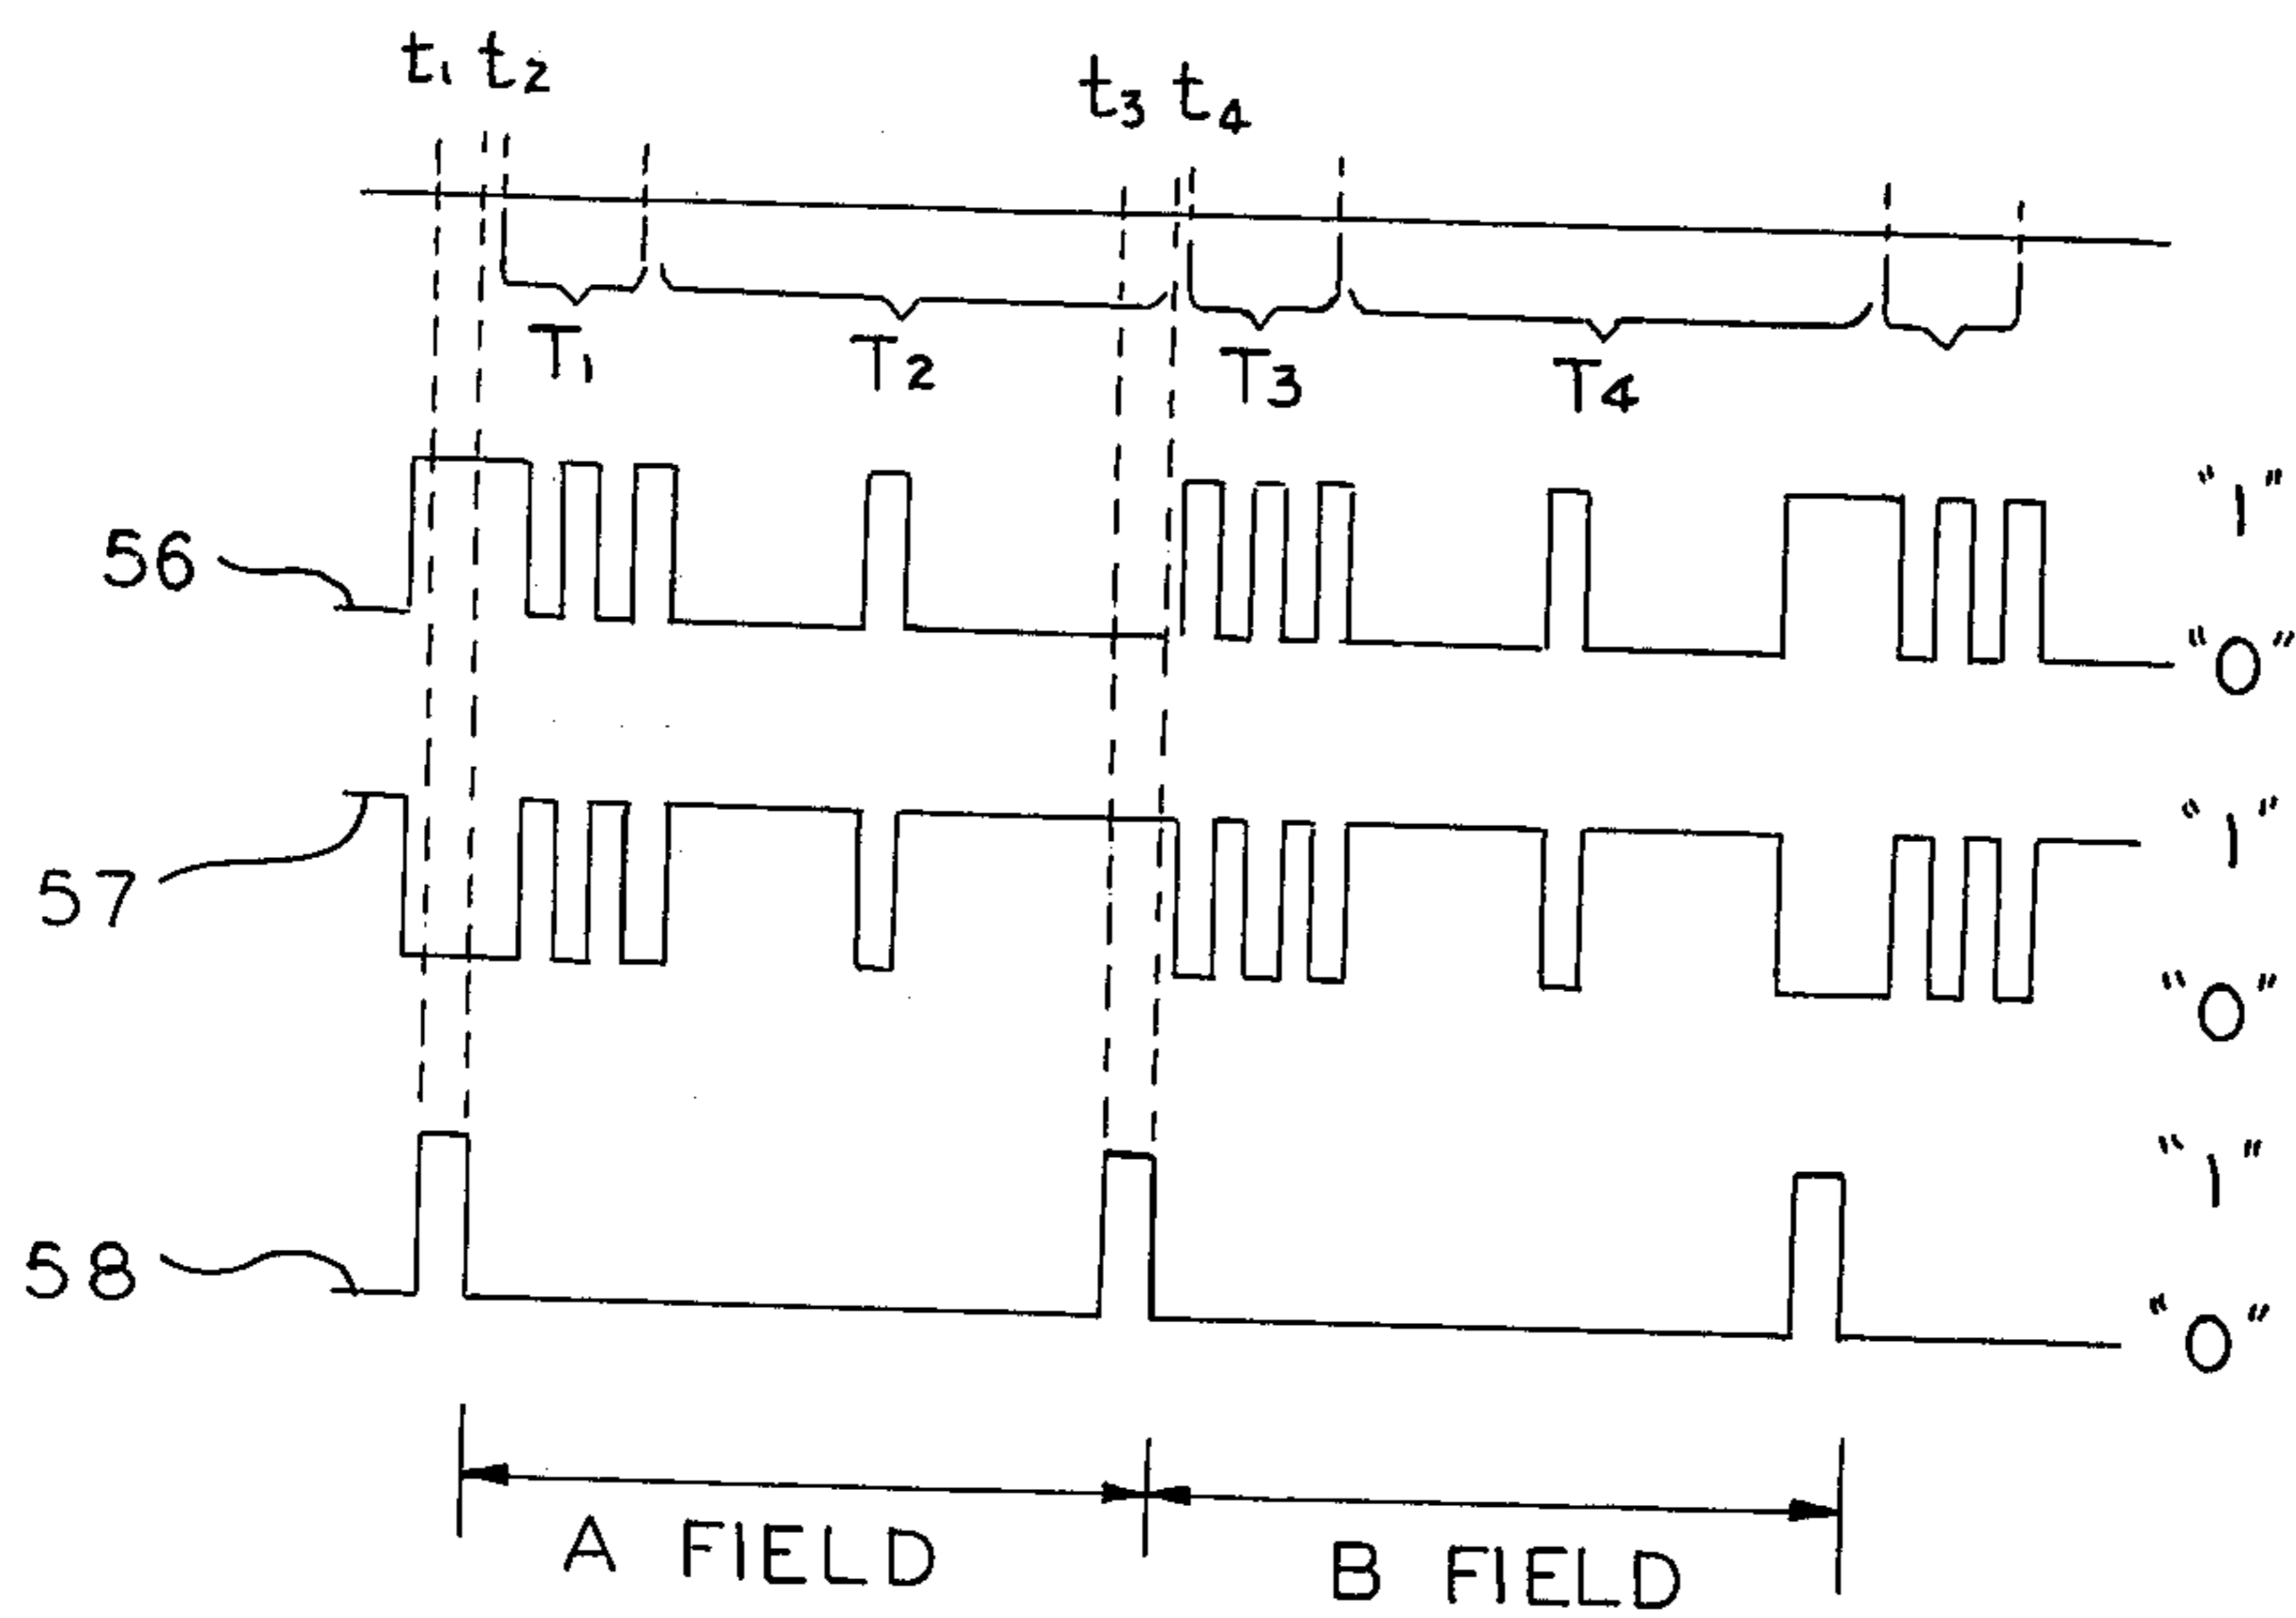 t1 t2 t3 t4
T1 T2 T3 T4
56 "1"
"0"
57 "1"
"0"
58 "1"
"0"
A FIELD B FIELD